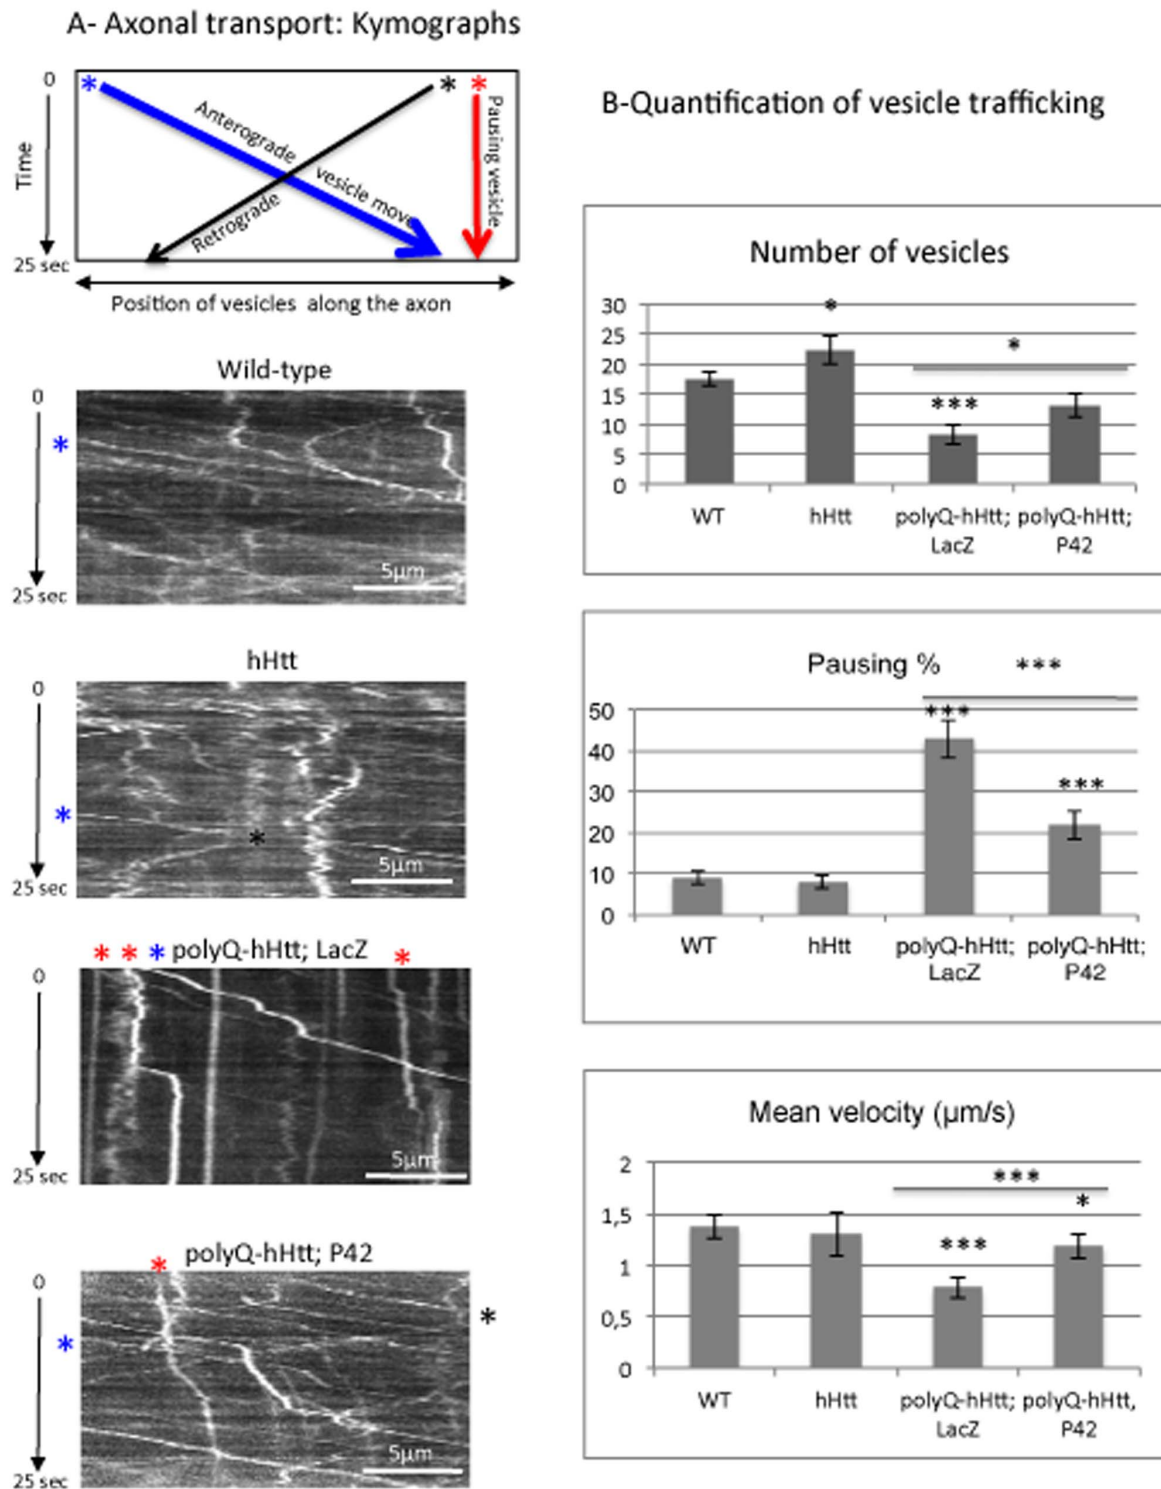 A- Axonal transport: Kymographs
0
* * *
Time
Anterograde vesicle move
Retrograde
Pausing vesicle
25 sec
Position of vesicles along the axon
Wild-type
0
*
5µm
25 sec
hHtt
0
*
*
5µm
25 sec
* * * polyQ-hHtt; LacZ *
0
5µm
25 sec
polyQ-hHtt; P42
*
0
*
*
5µm
25 sec
B-Quantification of vesicle trafficking
Number of vesicles
30
25
20
15
10
5
0
*
***
*
WT hHtt polyQ-hHtt; polyQ-hHtt;
LacZ P42
Pausing % ***
50
40
30
20
10
0
***
***
WT hHtt polyQ-hHtt; polyQ-hHtt;
LacZ P42
Mean velocity (µm/s)
2
1,5
1
0,5
0
***
*
***
WT hHtt polyQ-hHtt; polyQ-hHtt,
LacZ P42